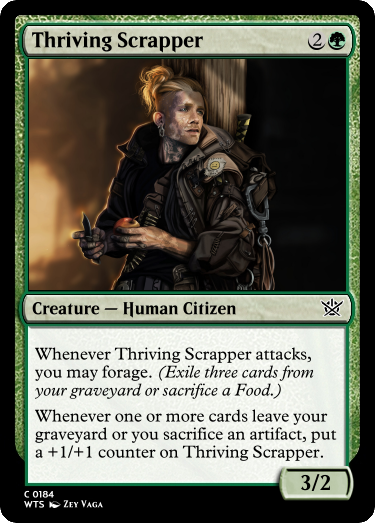 Thriving Scrapper 2
Creature — Human Citizen
Whenever Thriving Scrapper attacks,
you may forage. (Exile three cards from
your graveyard or sacrifice a Food.)
Whenever one or more cards leave your
graveyard or you sacrifice an artifact, put
a +1/+1 counter on Thriving Scrapper.
3/2
C 0184
WTS Zey Vaga